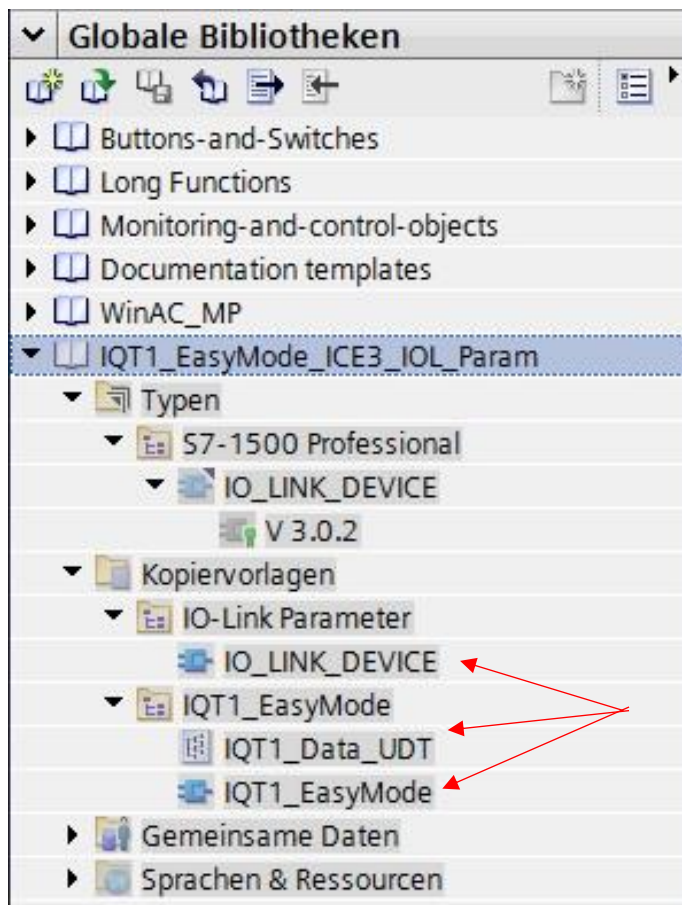 Globale Bibliotheken
Buttons-and-Switches
Long Functions
Monitoring-and-control-objects
Documentation templates
WinAC_MP
IQT1_EasyMode_ICE3_IOL_Param
Typen
S7-1500 Professional
IO_LINK_DEVICE
V 3.0.2
Kopiervorlagen
IO-Link Parameter
IO_LINK_DEVICE
IQT1_EasyMode
IQT1_Data_UDT
IQT1_EasyMode
Gemeinsame Daten
Sprachen & Ressourcen